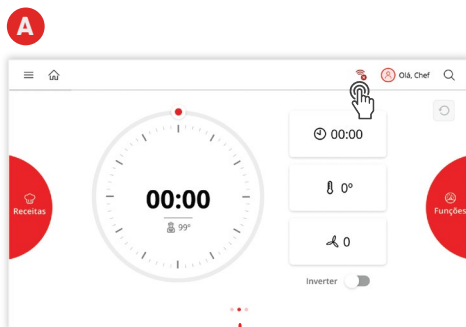 A
Olá, Chef
00:00
00:00
99°
0°
0
Inverter
Receitas
Funções